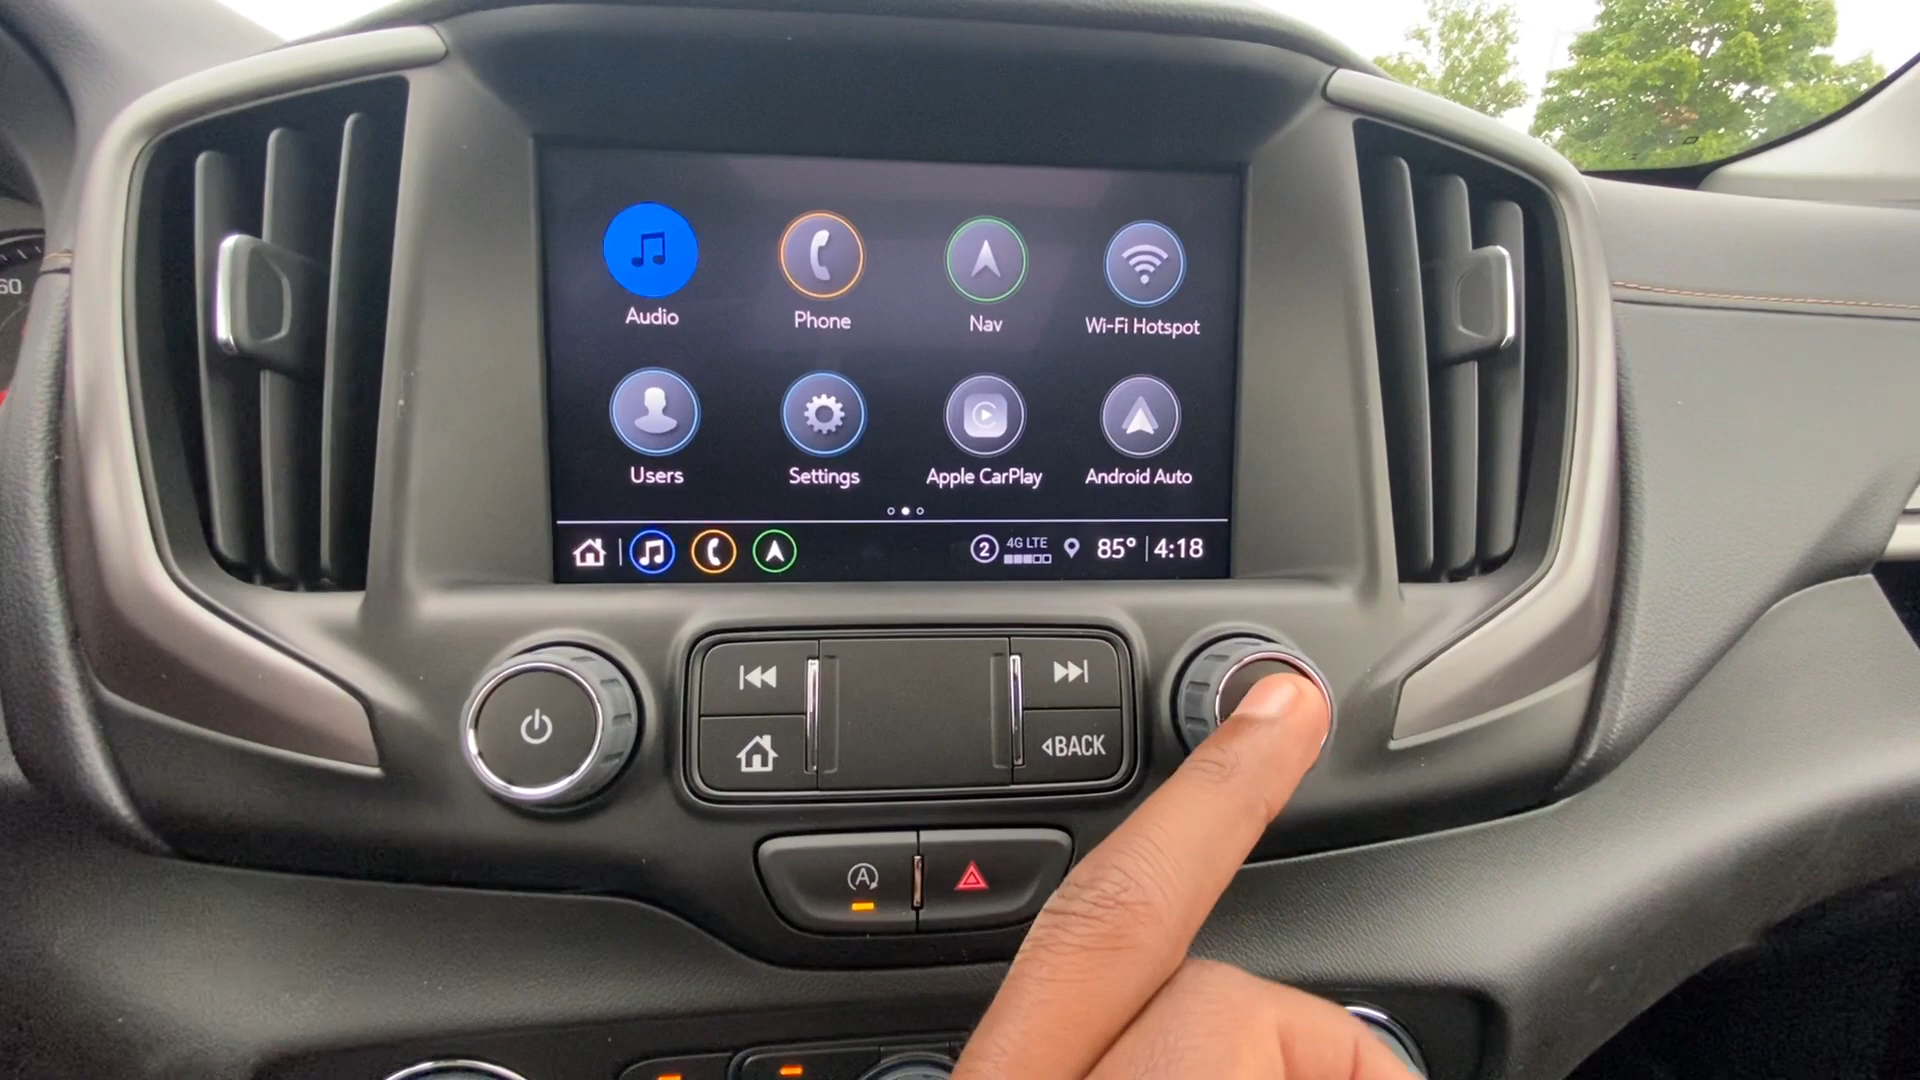 60
Audio
Phone
Nav
Wi-Fi Hotspot
Users
Settings
Apple CarPlay
Android Auto
2 4G LTE 85° 4:18
BACK
A